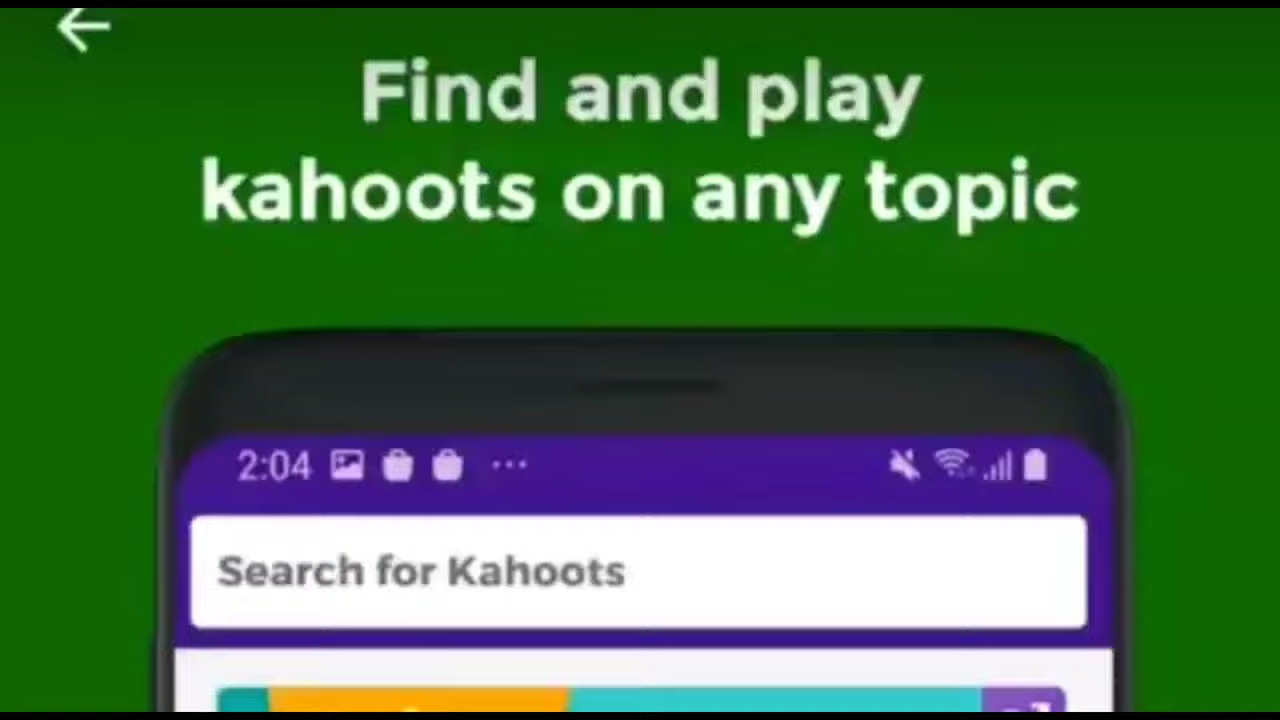 Find and play
kahoots on any topic
2:04
Search for Kahoots